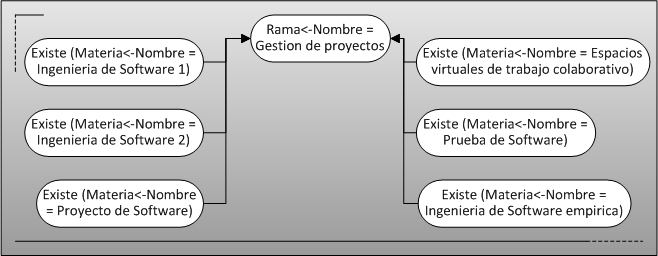 Rama<-Nombre =
Gestion de proyectos
Existe (Materia<-Nombre =
Ingenieria de Software 1)
Existe (Materia<-Nombre = Espacios
virtuales de trabajo colaborativo)
Existe (Materia<-Nombre =
Ingenieria de Software 2)
Existe (Materia<-Nombre =
Prueba de Software)
Existe (Materia<-Nombre
= Proyecto de Software)
Existe (Materia<-Nombre =
Ingenieria de Software empirica)